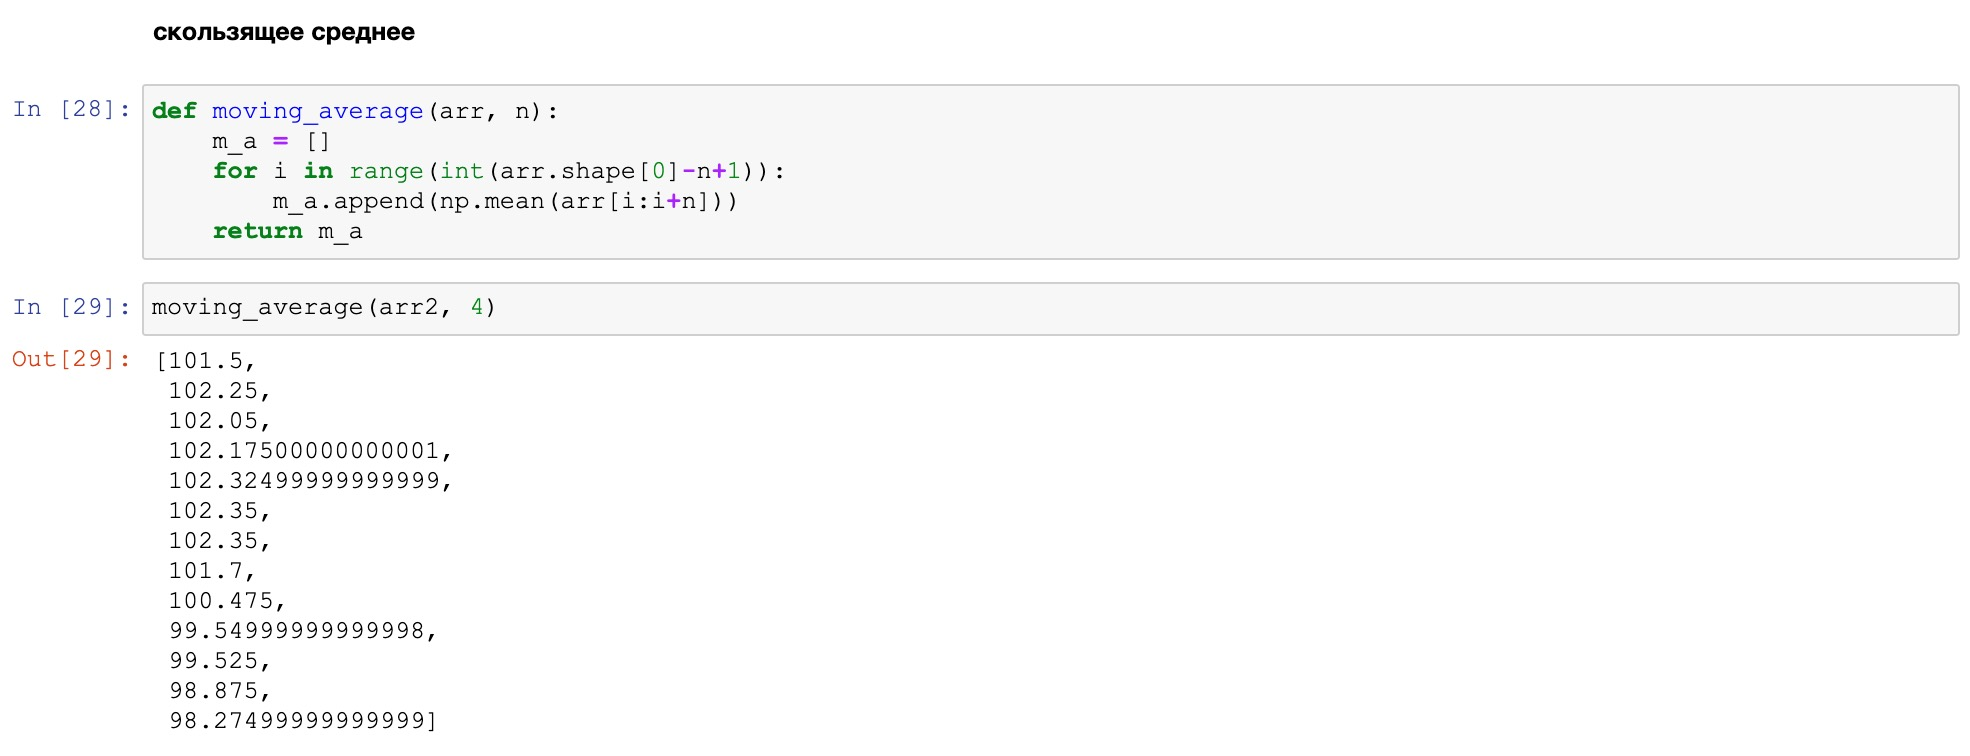 скользящее среднее
In [28]: def moving_average(arr, n):
    m_a = []
    for i in range(int(arr.shape[0]-n+1)):
        m_a.append(np.mean(arr[i:i+n]))
    return m_a
In [29]: moving_average(arr2, 4)
Out[29]: [101.5,
102.25,
102.05,
102.17500000000001,
102.32499999999999,
102.35,
102.35,
101.7,
100.475,
99.54999999999998,
99.525,
98.875,
98.27499999999999]